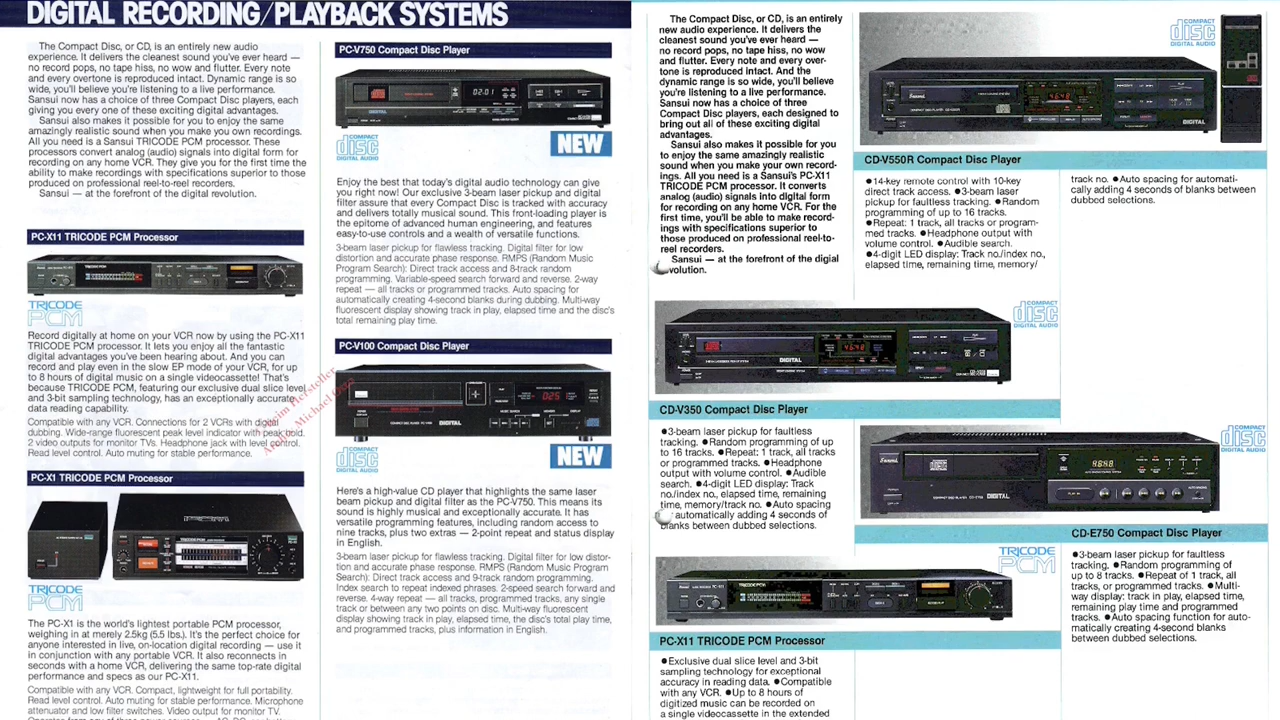 DIGITAL RECORDING/PLAYBACK SYSTEMS
The Compact Disc, or CD, is an entirely new audio
experience. It delivers the cleanest sound you've ever heard —
no record pops, no tape hiss, no wow and flutter. Every note
and every overtone is reproduced intact. Dynamic range is so
wide, you'll believe you're listening to a live performance.
Sansui now has a choice of three Compact Disc players, each
giving you every one of these exciting digital advantages.
Sansui also makes it possible for you to enjoy the same
amazingly realistic sound when you make you own recordings.
All you need is a Sansui TRICODE PCM processor. These
processors convert analog (audio) signals into digital form for
recording on any home VCR. They give you for the first time the
ability to make recordings with specifications superior to those
produced on professional reel-to-reel recorders.
Sansui — at the forefront of the digital revolution.
PC-X11 TRICODE PCM Processor
TRICODE
PCM
Record digitally at home on your VCR now by using the PC-X11
TRICODE PCM processor. It lets you enjoy all the fantastic
digital advantages you've been hearing about. And you can
record and play even in the slow EP mode of your VCR, for up
to 8 hours of digital music on a single videocassette! That's
because TRICODE PCM, featuring our exclusive dual slice level
and 3-bit sampling technology, has an exceptionally accurate
data reading capability.
Compatible with any VCR. Connections for 2 VCRs with digital
dubbing. Wide-range fluorescent peak level indicator with peak hold.
2 video outputs for monitor TVs. Headphone jack with level control.
Read level control. Auto muting for stable performance.
PC-X1 TRICODE PCM Processor
TRICODE
PCM
The PC-X1 is the world's lightest portable PCM processor,
weighing in at merely 2.5kg (5.5 lbs.). It's the perfect choice for
anyone interested in live, on-location digital recording — use it
in conjunction with any portable VCR. It also reconnects in
seconds with a home VCR, delivering the same top-rate digital
performance and specs as our PC-X11.
Compatible with any VCR. Compact, lightweight for full portability.
Read level control. Auto muting for stable performance. Microphone
attenuator and low filter switches. Video output for monitor TV.
PC-V750 Compact Disc Player
02:01
DIGITAL
COMPACT
disc
DIGITAL AUDIO
NEW
Enjoy the best that today's digital audio technology can give
you right now! Our exclusive 3-beam laser pickup and digital
filter assure that every Compact Disc is tracked with accuracy
and delivers totally musical sound. This front-loading player is
the epitome of advanced human engineering, and features
easy-to-use controls and a wealth of versatile functions.
3-beam laser pickup for flawless tracking. Digital filter for low
distortion and accurate phase response. RMPS (Random Music
Program Search): Direct track access and 8-track random
programming. Variable-speed search forward and reverse. 2-way
repeat — all tracks or programmed tracks. Auto spacing for
automatically creating 4-second blanks during dubbing. Multi-way
fluorescent display showing track in play, elapsed time and the disc's
total remaining play time.
PC-V100 Compact Disc Player
025
DIGITAL
COMPACT
disc
DIGITAL AUDIO
NEW
Here's a high-value CD player that highlights the same laser
beam pickup and digital filter as the PC-V750. This means its
sound is highly musical and exceptionally accurate. It has
versatile programming features, including random access to
nine tracks, plus two extras — 2-point repeat and status display
in English.
3-beam laser pickup for flawless tracking. Digital filter for low distor-
tion and accurate phase response. RMPS (Random Music Program
Search): Direct track access and 9-track random programming.
Index search to repeat indexed phrases. 2-speed search forward and
reverse. 4-way repeat — all tracks, programmed tracks, any single
track or between any two points on disc. Multi-way fluorescent
display showing track in play, elapsed time, the disc's total play time,
and programmed tracks, plus information in English.
The Compact Disc, or CD, is an entirely
new audio experience. It delivers the
cleanest sound you've ever heard —
no record pops, no tape hiss, no wow
and flutter. Every note and every over-
tone is reproduced intact. And the
dynamic range is so wide, you'll believe
you're listening to a live performance.
Sansui now has a choice of three
Compact Disc players, each designed to
bring out all of these exciting digital
advantages.
Sansui also makes it possible for you
to enjoy the same amazingly realistic
sound when you make your own record-
ings. All you need is a Sansui's PC-X11
TRICODE PCM processor. It converts
analog (audio) signals into digital form
for recording on any home VCR. For the
first time, you'll be able to make record-
ings with specifications superior to
those produced on professional reel-to-
reel recorders.
Sansui — at the forefront of the digial
volution.
COMPACT
disc
DIGITAL AUDIO
DIGITAL
CD-V550R Compact Disc Player
●14-key remote control with 10-key
direct track access. ●3-beam laser
pickup for faultless tracking. ●Random
programming of up to 16 tracks.
●Repeat: 1 track, all tracks or program-
med tracks. ●Headphone output with
volume control. ●Audible search.
●4-digit LED display: Track no./index no.,
elapsed time, remaining time, memory/
track no. ●Auto spacing for automati-
cally adding 4 seconds of blanks between
dubbed selections.
COMPACT
disc
DIGITAL AUDIO
DIGITAL
CD-V350 Compact Disc Player
●3-beam laser pickup for faultless
tracking. ●Random programming of up
to 16 tracks. ●Repeat: 1 track, all tracks
or programmed tracks. ●Headphone
output with volume control. ●Audible
search. ●4-digit LED display: Track
no./index no., elapsed time, remaining
time, memory/track no. ●Auto spacing
automatically adding 4 seconds of
blanks between dubbed selections.
COMPACT
disc
DIGITAL AUDIO
DIGITAL
CD-E750 Compact Disc Player
●3-beam laser pickup for faultless
tracking. ●Random programming of
up to 8 tracks. ●Repeat of 1 track, all
tracks, or programmed tracks. ●Multi-
way display: track in play, elapsed time,
remaining play time and programmed
tracks. ●Auto spacing function for auto-
matically creating 4-second blanks
between dubbed selections.
TRICODE
PCM
PC-X11 TRICODE PCM Processor
●Exclusive dual slice level and 3-bit
sampling technology for exceptional
accuracy in reading data. ●Compatible
with any VCR. ●Up to 8 hours of
digitized music can be recorded on
a single videocassette in the extended